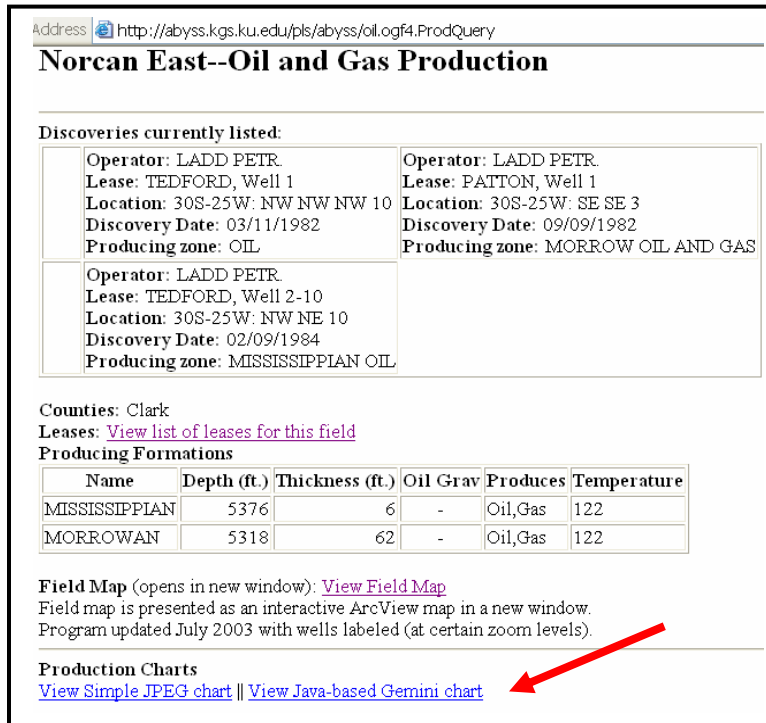 Address http://abyss.kgs.ku.edu/pls/abyss/oil.ogf4.ProdQuery
Norcan East--Oil and Gas Production
Discoveries currently listed:
Operator: LADD PETR.
Lease: TEDFORD, Well 1
Location: 30S-25W: NW NW NW 10
Discovery Date: 03/11/1982
Producing zone: OIL
Operator: LADD PETR.
Lease: PATTON, Well 1
Location: 30S-25W: SE SE 3
Discovery Date: 09/09/1982
Producing zone: MORROW OIL AND GAS
Operator: LADD PETR.
Lease: TEDFORD, Well 2-10
Location: 30S-25W: NW NE 10
Discovery Date: 02/09/1984
Producing zone: MISSISSIPPIAN OIL
Counties: Clark
Leases: View list of leases for this field
Producing Formations
Name Depth (ft.) Thickness (ft.) Oil Grav Produces Temperature
MISSISSIPPIAN 5376 6 - Oil,Gas 122
MORROWAN 5318 62 - Oil,Gas 122
Field Map (opens in new window): View Field Map
Field map is presented as an interactive ArcView map in a new window.
Program updated July 2003 with wells labeled (at certain zoom levels).
Production Charts
View Simple JPEG chart || View Java-based Gemini chart